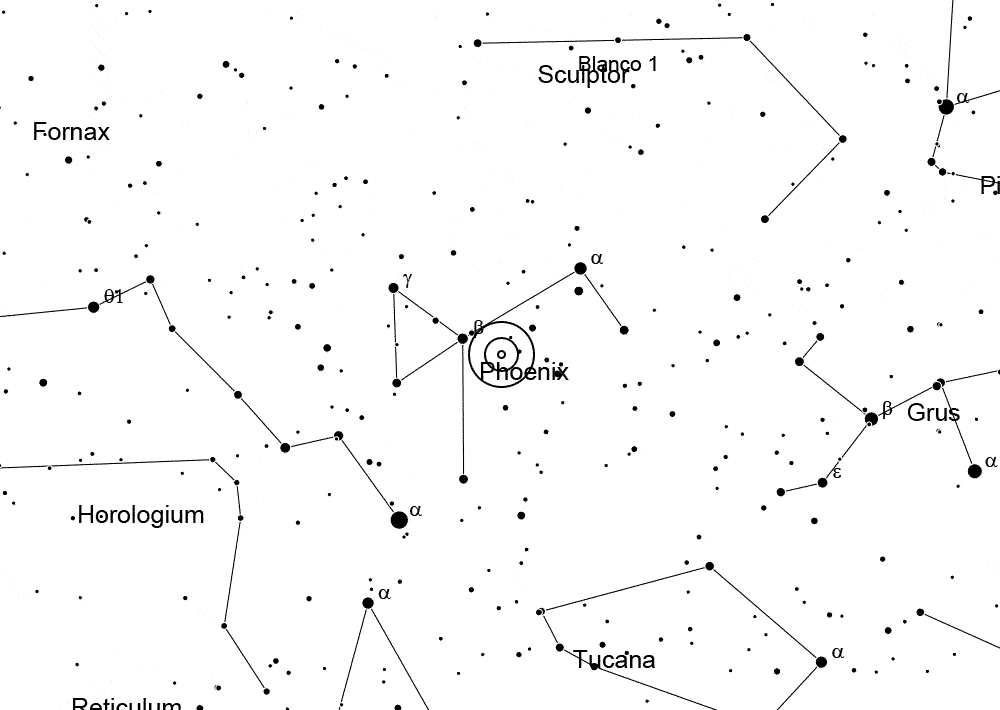 Blanco 1
Sculptor
α
Fornax
Pi
α
γ
θ1
β
Phoenix
β
Grus
α
ε
α
Horologium
α
α
Tucana
Reticulum